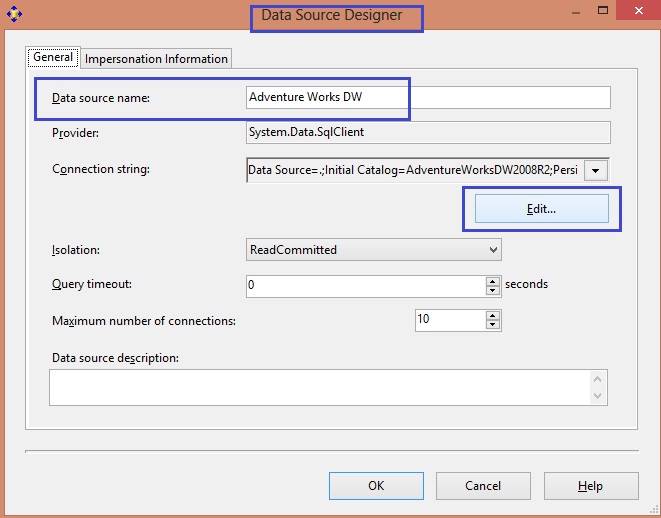 Data Source Designer
General Impersonation Information
Data source name: Adventure Works DW
Provider: System.Data.SqlClient
Connection string: Data Source=.;Initial Catalog=AdventureWorksDW2008R2;Persi
Edit...
Isolation: ReadCommitted
Query timeout: 0 seconds
Maximum number of connections: 10
Data source description:
OK Cancel Help